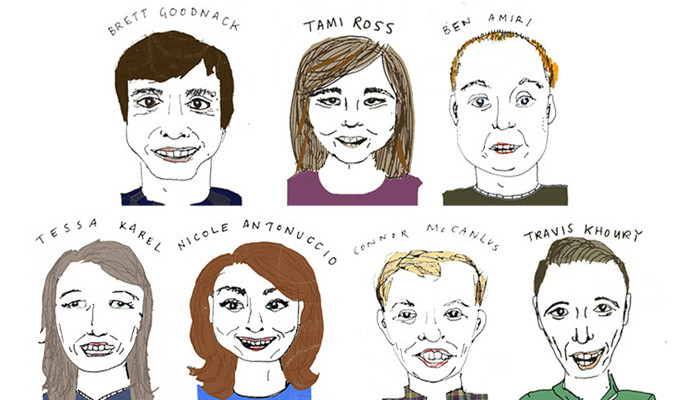 BRETT GOODNACK
TAMI ROSS
BEN AMIRI
TESSA KAREL
NICOLE ANTONUCCIO
CONNOR McCANLUS
TRAVIS KHOURY